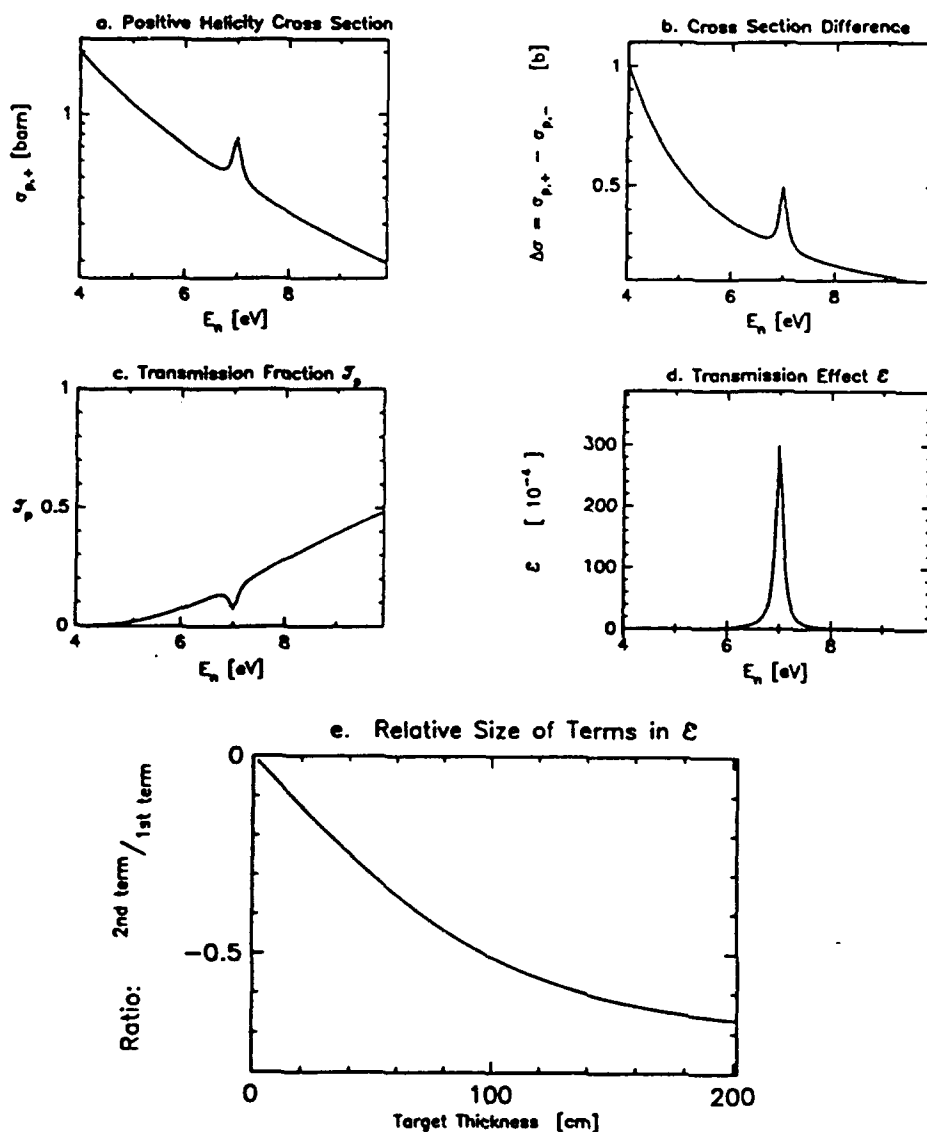 a. Positive Helicity Cross Section
σp,+ [barn]
1
4 6 8
En [eV]
b. Cross Section Difference
Δσ = σp,+ − σp,- [b]
1
0.5
4 6 8
En [eV]
c. Transmission Fraction 𝒯p
𝒯p
1
0.5
0
4 6 8
En [eV]
d. Transmission Effect ε
ε [10⁻⁴]
300
200
100
0
4 6 8
En [eV]
e. Relative Size of Terms in ε
Ratio: 2nd term/1st term
0
−0.5
0 100 200
Target Thickness [cm]